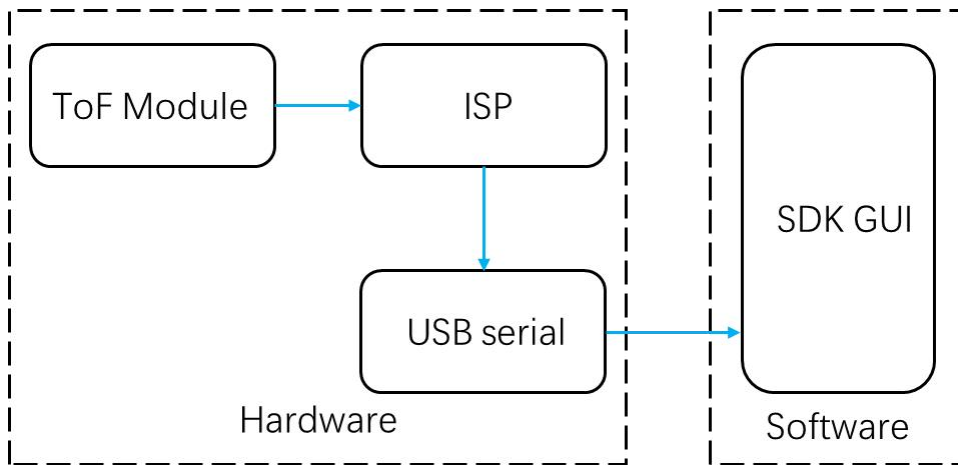 ToF Module
ISP
USB serial
Hardware
SDK GUI
Software